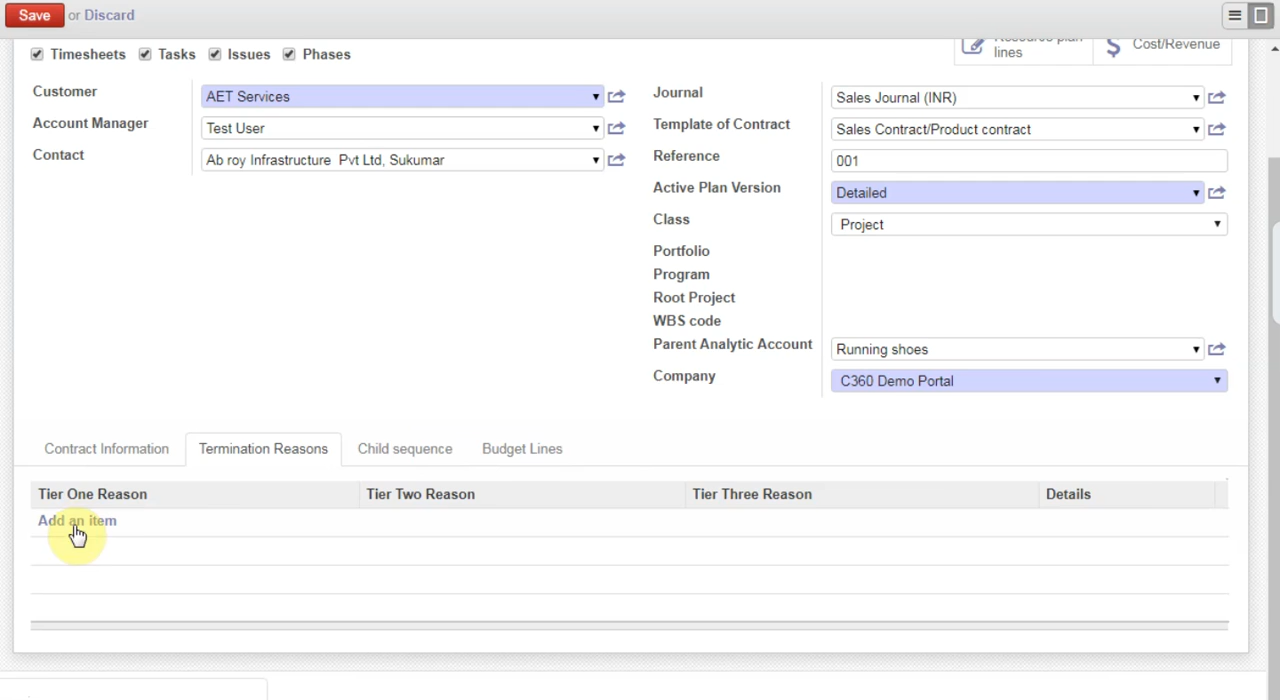 Save or Discard
Timesheets Tasks Issues Phases
lines
Cost/Revenue
Customer AET Services
Account Manager Test User
Contact Ab roy Infrastructure Pvt Ltd, Sukumar
Journal Sales Journal (INR)
Template of Contract Sales Contract/Product contract
Reference 001
Active Plan Version Detailed
Class Project
Portfolio
Program
Root Project
WBS code
Parent Analytic Account Running shoes
Company C360 Demo Portal
Contract Information Termination Reasons Child sequence Budget Lines
Tier One Reason Tier Two Reason Tier Three Reason Details
Add an item